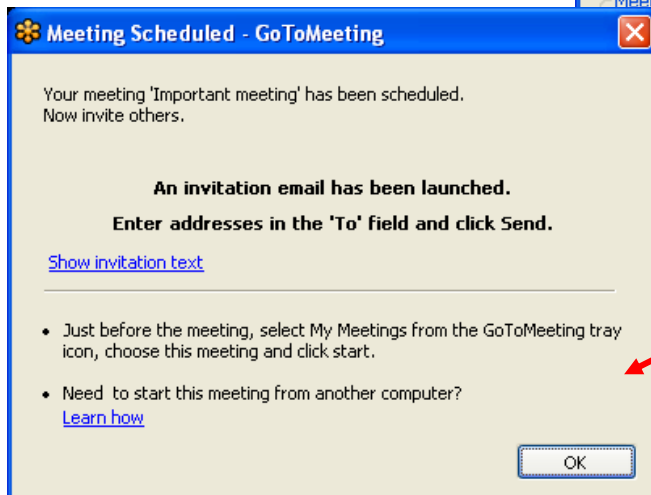 Meeting Scheduled - GoToMeeting
Your meeting 'Important meeting' has been scheduled.
Now invite others.
An invitation email has been launched.
Enter addresses in the 'To' field and click Send.
Show invitation text
• Just before the meeting, select My Meetings from the GoToMeeting tray
icon, choose this meeting and click start.
• Need to start this meeting from another computer?
Learn how
OK